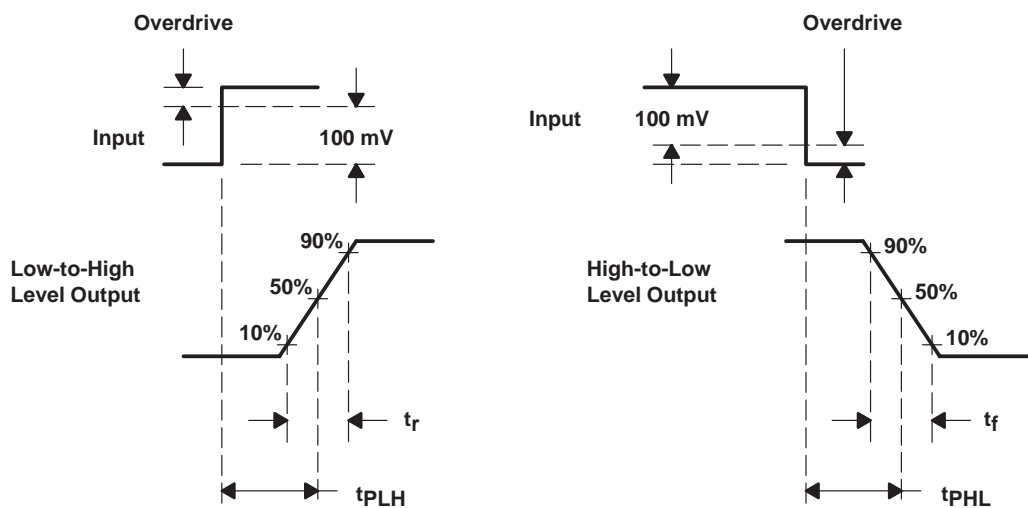 Overdrive
Input
100 mV
90%
Low-to-High
Level Output
50%
10%
tr
tPLH
Overdrive
Input
100 mV
90%
High-to-Low
Level Output
50%
10%
tf
tPHL